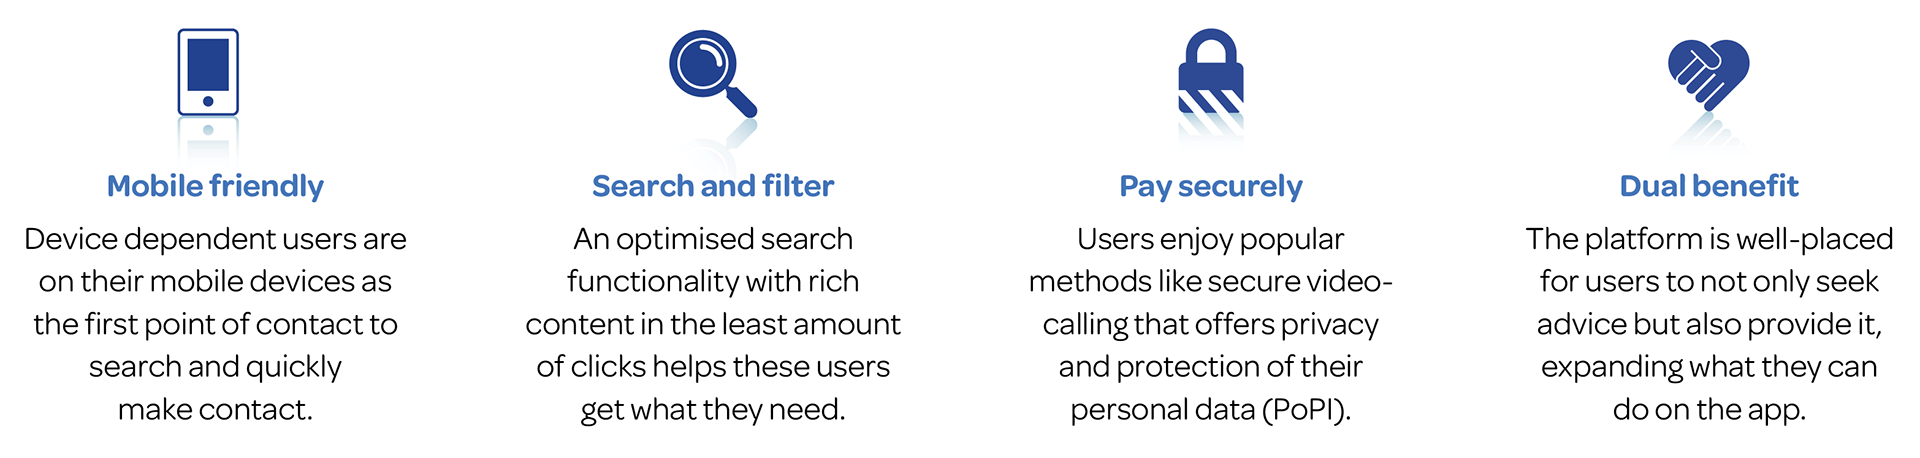 Mobile friendly
Device dependent users are
on their mobile devices as
the first point of contact to
search and quickly
make contact.
Search and filter
An optimised search
functionality with rich
content in the least amount
of clicks helps these users
get what they need.
Pay securely
Users enjoy popular
methods like secure video-
calling that offers privacy
and protection of their
personal data (PoPI).
Dual benefit
The platform is well-placed
for users to not only seek
advice but also provide it,
expanding what they can
do on the app.